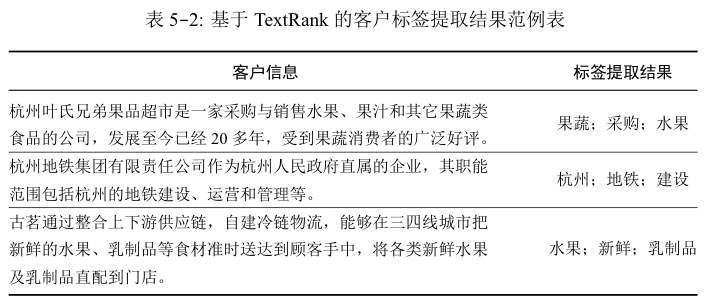 表 5-2: 基于 TextRank 的客户标签提取结果范例表
客户信息 标签提取结果
杭州叶氏兄弟果品超市是一家采购与销售水果、果汁和其它果蔬类
食品的公司，发展至今已经 20 多年，受到果蔬消费者的广泛好评。
果蔬；采购；水果
杭州地铁集团有限责任公司作为杭州人民政府直属的企业，其职能
范围包括杭州的地铁建设、运营和管理等。
杭州；地铁；建设
古茗通过整合上下游供应链，自建冷链物流，能够在三四线城市把
新鲜的水果、乳制品等食材准时送达到顾客手中，将各类新鲜水果
及乳制品直配到门店。
水果；新鲜；乳制品